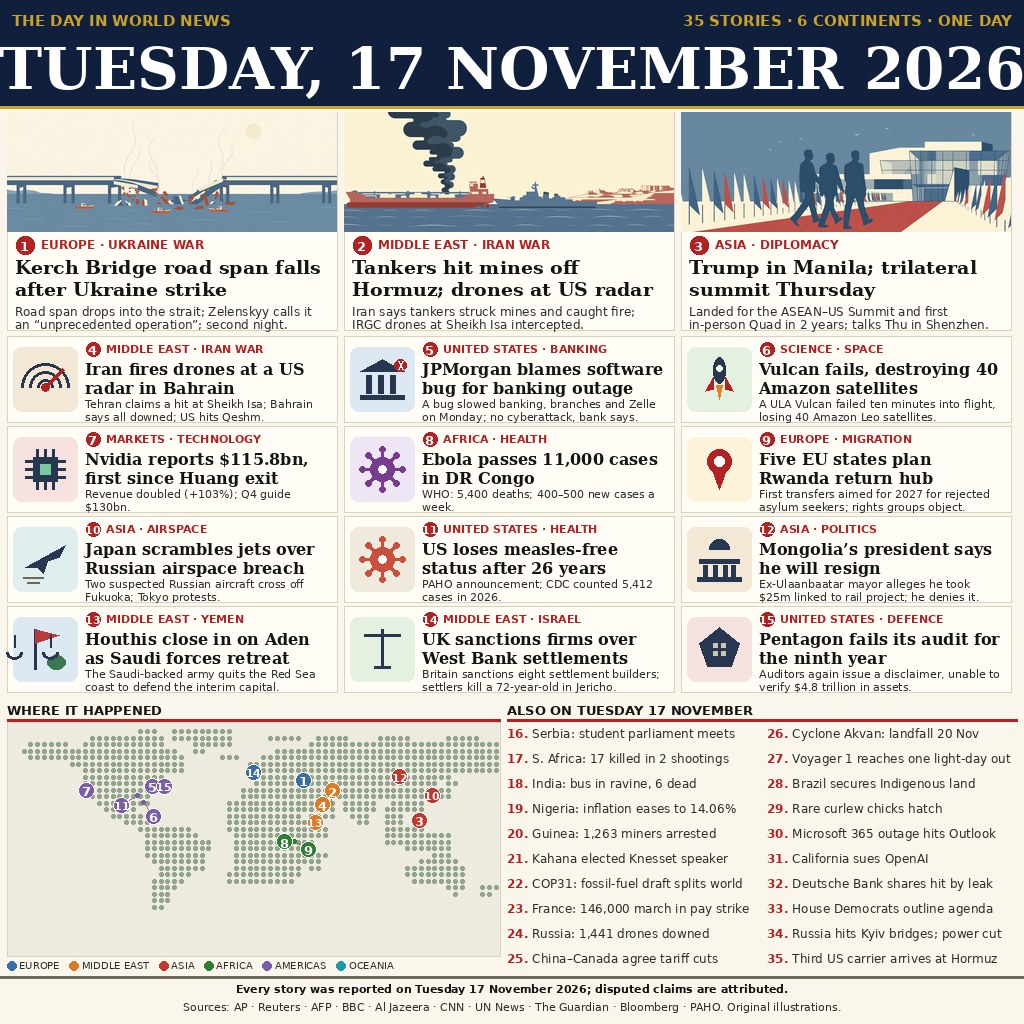 THE DAY IN WORLD NEWS
35 STORIES · 6 CONTINENTS · ONE DAY
TUESDAY, 17 NOVEMBER 2026
1 EUROPE · UKRAINE WAR
Kerch Bridge road span falls
after Ukraine strike
Road span drops into the strait; Zelenskyy calls it
an “unprecedented operation”; second night.
2 MIDDLE EAST · IRAN WAR
Tankers hit mines off
Hormuz; drones at US radar
Iran says tankers struck mines and caught fire;
IRGC drones at Sheikh Isa intercepted.
3 ASIA · DIPLOMACY
Trump in Manila; trilateral
summit Thursday
Landed for the ASEAN–US Summit and first
in-person Quad in 2 years; talks Thu in Shenzhen.
4 MIDDLE EAST · IRAN WAR
Iran fires drones at a US
radar in Bahrain
Tehran claims a hit at Sheikh Isa; Bahrain
says all downed; US hits Qeshm.
5 UNITED STATES · BANKING
JPMorgan blames software
bug for banking outage
A bug slowed banking, branches and Zelle
on Monday; no cyberattack, bank says.
6 SCIENCE · SPACE
Vulcan fails, destroying 40
Amazon satellites
A ULA Vulcan failed ten minutes into flight,
losing 40 Amazon Leo satellites.
7 MARKETS · TECHNOLOGY
Nvidia reports $115.8bn,
first since Huang exit
Revenue doubled (+103%); Q4 guide
$130bn.
8 AFRICA · HEALTH
Ebola passes 11,000 cases
in DR Congo
WHO: 5,400 deaths; 400–500 new cases a
week.
9 EUROPE · MIGRATION
Five EU states plan
Rwanda return hub
First transfers aimed for 2027 for rejected
asylum seekers; rights groups object.
10 ASIA · AIRSPACE
Japan scrambles jets over
Russian airspace breach
Two suspected Russian aircraft cross off
Fukuoka; Tokyo protests.
11 UNITED STATES · HEALTH
US loses measles-free
status after 26 years
PAHO announcement; CDC counted 5,412
cases in 2026.
12 ASIA · POLITICS
Mongolia’s president says
he will resign
Ex-Ulaanbaatar mayor alleges he took
$25m linked to rail project; he denies it.
13 MIDDLE EAST · YEMEN
Houthis close in on Aden
as Saudi forces retreat
The Saudi-backed army quits the Red Sea
coast to defend the interim capital.
14 MIDDLE EAST · ISRAEL
UK sanctions firms over
West Bank settlements
Britain sanctions eight settlement builders;
settlers kill a 72-year-old in Jericho.
15 UNITED STATES · DEFENCE
Pentagon fails its audit for
the ninth year
Auditors again issue a disclaimer, unable to
verify $4.8 trillion in assets.
WHERE IT HAPPENED
14 1 12
7 5 15 2 10
11 4
6 13 3
8 9
EUROPE MIDDLE EAST ASIA AFRICA AMERICAS OCEANIA
ALSO ON TUESDAY 17 NOVEMBER
16. Serbia: student parliament meets
17. S. Africa: 17 killed in 2 shootings
18. India: bus in ravine, 6 dead
19. Nigeria: inflation eases to 14.06%
20. Guinea: 1,263 miners arrested
21. Kahana elected Knesset speaker
22. COP31: fossil-fuel draft splits world
23. France: 146,000 march in pay strike
24. Russia: 1,441 drones downed
25. China–Canada agree tariff cuts
26. Cyclone Akvan: landfall 20 Nov
27. Voyager 1 reaches one light-day out
28. Brazil secures Indigenous land
29. Rare curlew chicks hatch
30. Microsoft 365 outage hits Outlook
31. California sues OpenAI
32. Deutsche Bank shares hit by leak
33. House Democrats outline agenda
34. Russia hits Kyiv bridges; power cut
35. Third US carrier arrives at Hormuz
Every story was reported on Tuesday 17 November 2026; disputed claims are attributed.
Sources: AP · Reuters · AFP · BBC · Al Jazeera · CNN · UN News · The Guardian · Bloomberg · PAHO. Original illustrations.